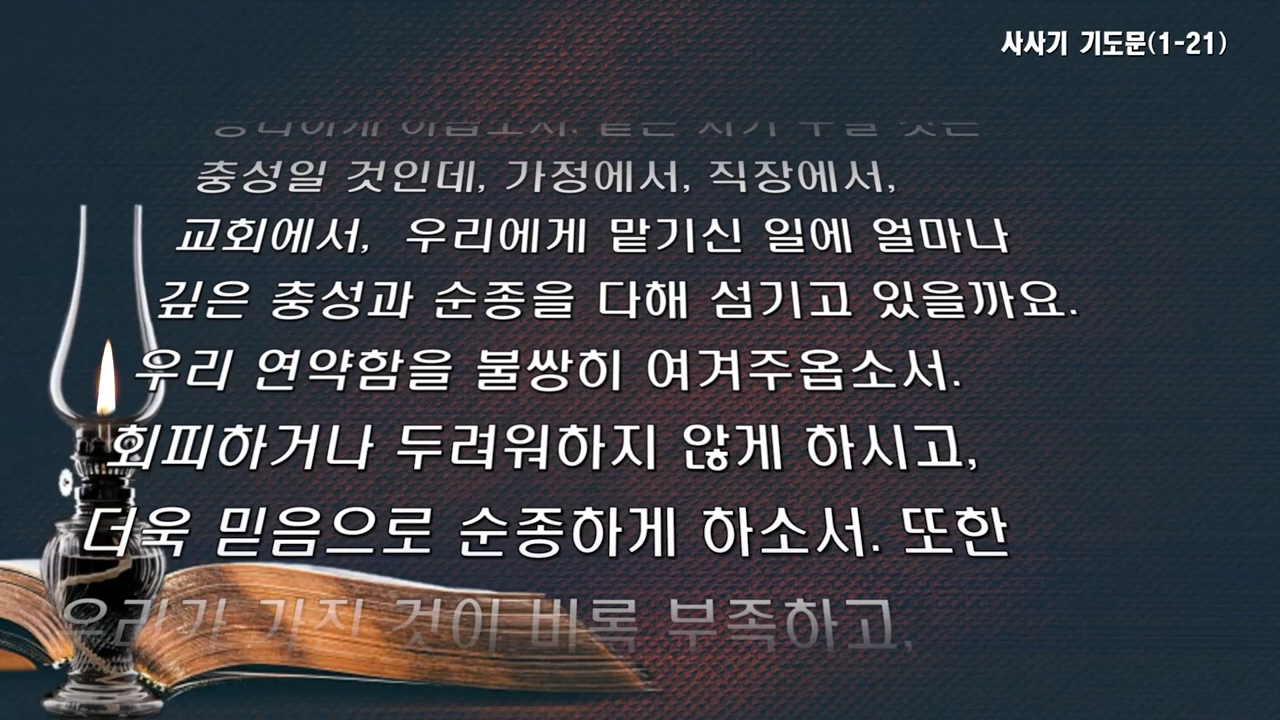 사사기 기도문(1-21)
충성일 것인데, 가정에서, 직장에서,
교회에서, 우리에게 맡기신 일에 얼마나
깊은 충성과 순종을 다해 섬기고 있을까요.
우리 연약함을 불쌍히 여겨주옵소서.
회피하거나 두려워하지 않게 하시고,
더욱 믿음으로 순종하게 하소서. 또한
우리가 가진 것이 비록 부족하고,